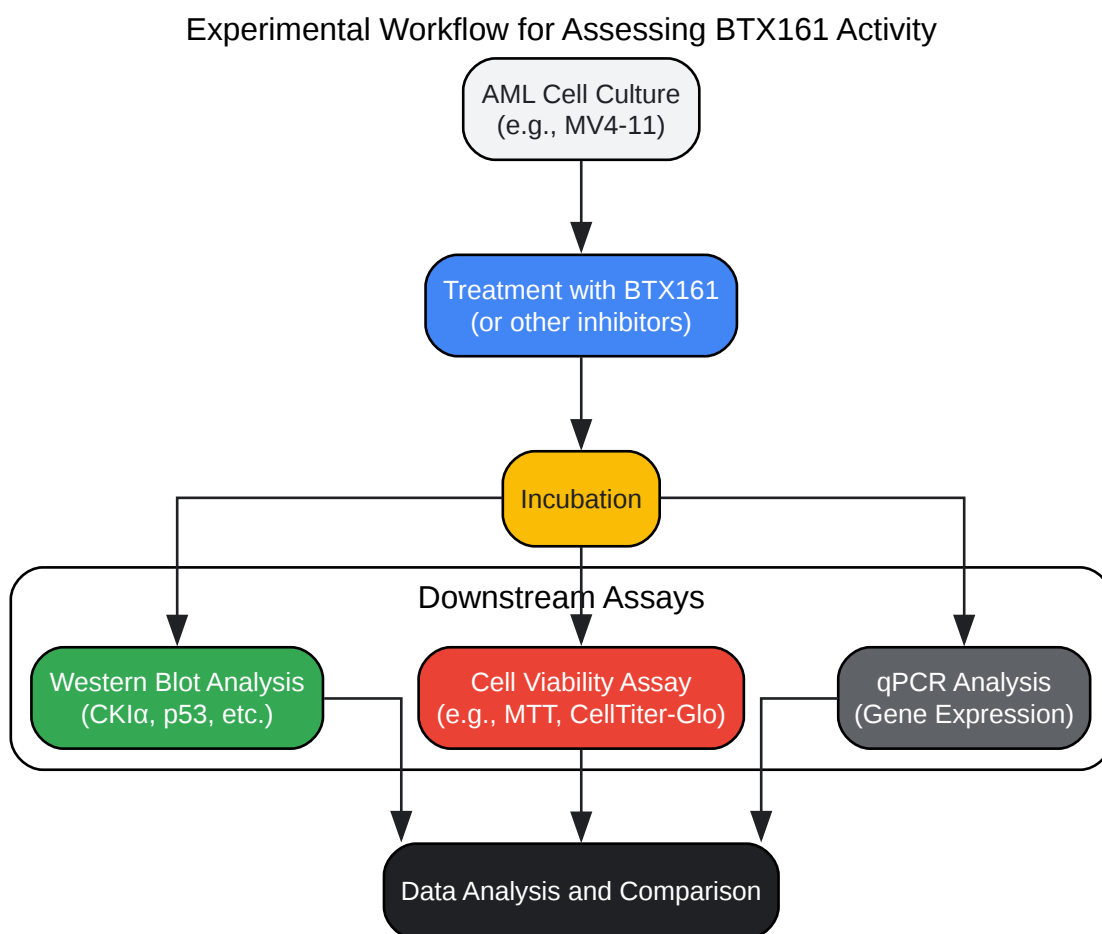 Experimental Workflow for Assessing BTX161 Activity
AML Cell Culture
(e.g., MV4-11)
Treatment with BTX161
(or other inhibitors)
Incubation
Downstream Assays
Western Blot Analysis
(CKIα, p53, etc.)
Cell Viability Assay
(e.g., MTT, CellTiter-Glo)
qPCR Analysis
(Gene Expression)
Data Analysis and Comparison